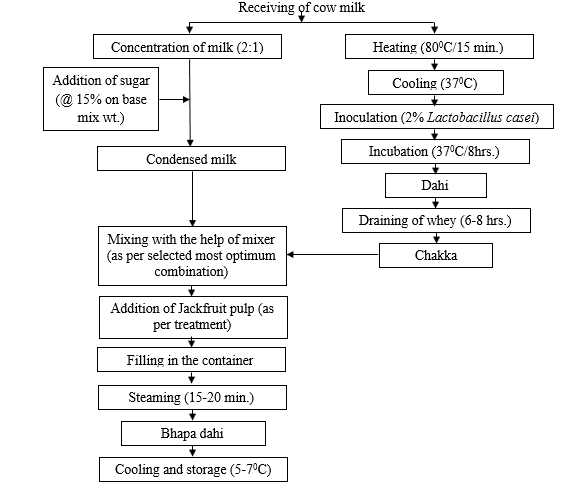 Receiving of cow milk
Concentration of milk (2:1)
Addition of sugar
(@ 15% on base
mix wt.)
Condensed milk
Heating (80⁰C/15 min.)
Cooling (37⁰C)
Inoculation (2% Lactobacillus casei)
Incubation (37⁰C/8hrs.)
Dahi
Draining of whey (6-8 hrs.)
Chakka
Mixing with the help of mixer
(as per selected most optimum
combination)
Addition of Jackfruit pulp (as
per treatment)
Filling in the container
Steaming (15-20 min.)
Bhapa dahi
Cooling and storage (5-7⁰C)